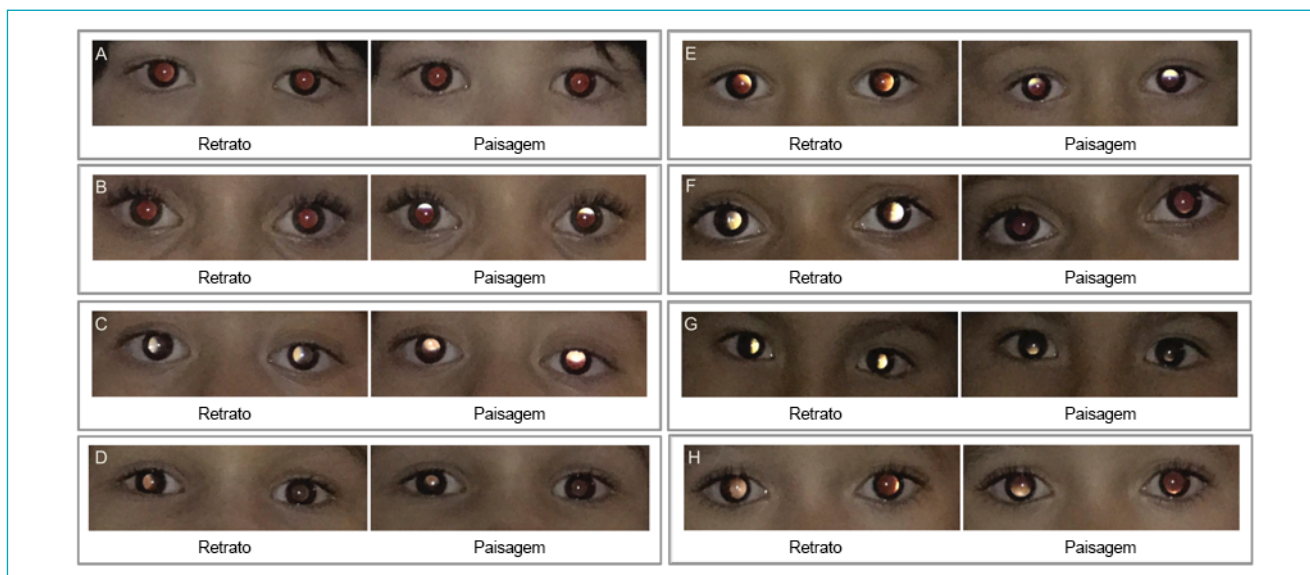 A
Retrato Paisagem
B
Retrato Paisagem
C
Retrato Paisagem
D
Retrato Paisagem
E
Retrato Paisagem
F
Retrato Paisagem
G
Retrato Paisagem
H
Retrato Paisagem